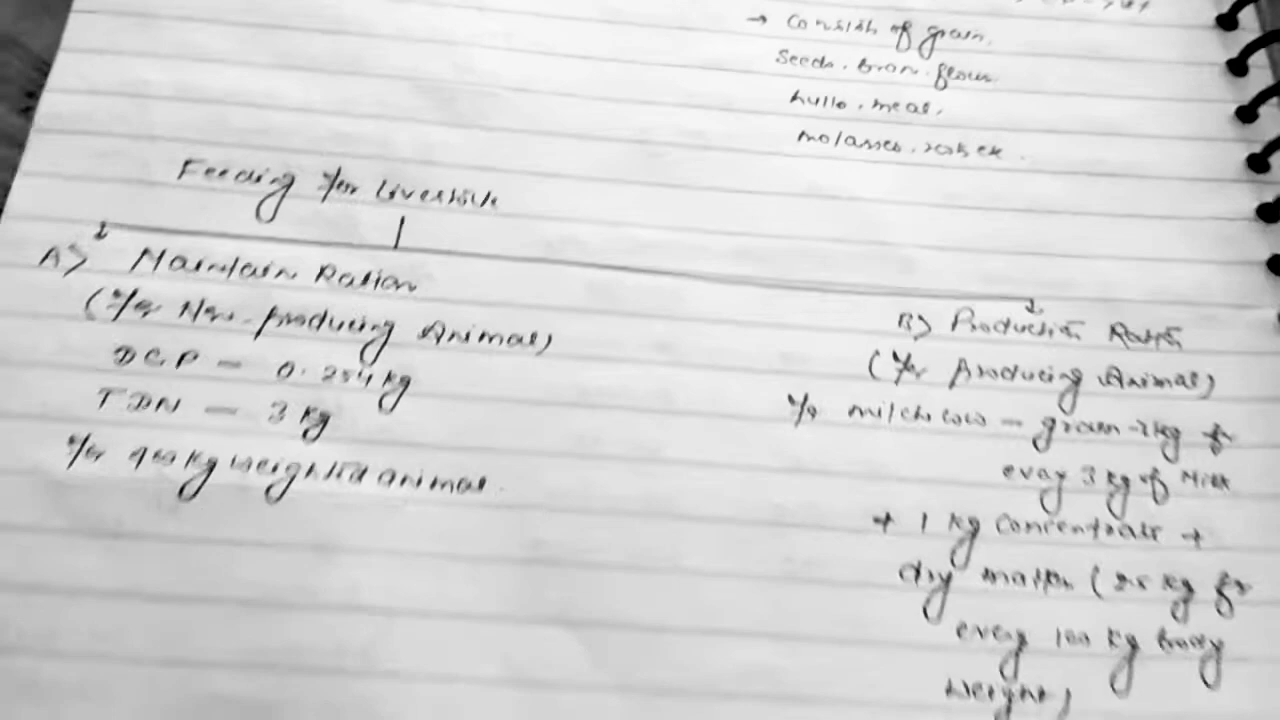 → Consists of grain,
seeds, bran, flour
hulls, meal,
molasses, etc.
Feeding for Livestock
A) Maintain Ration
(for Non-producing Animal)
DCP - 0.254 kg
TDN - 3 kg
for 400 kg weighted animal.
B) Production Ration
(for producing Animal)
for milch cow - grain - 1 kg for
every 3 kg of Milk
+ 1 kg concentrate +
dry matter (2.5 kg for
every 100 kg body
weight)